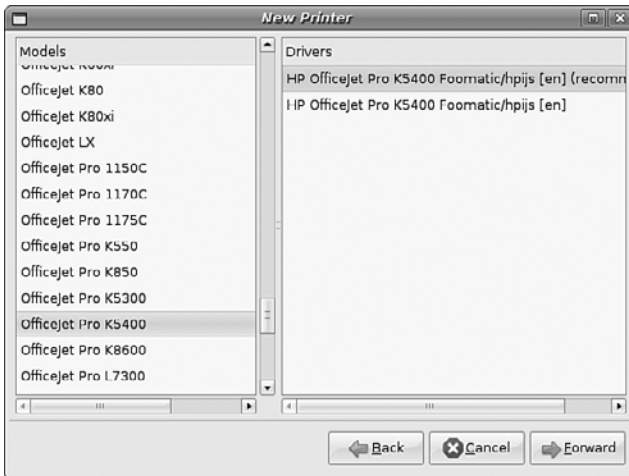 New Printer
Models
OfficeJet K80
OfficeJet K80xi
OfficeJet LX
OfficeJet Pro 1150C
OfficeJet Pro 1170C
OfficeJet Pro 1175C
OfficeJet Pro K550
OfficeJet Pro K850
OfficeJet Pro K5300
OfficeJet Pro K5400
OfficeJet Pro K8600
OfficeJet Pro L7300
Drivers
HP OfficeJet Pro K5400 Foomatic/hpijs [en] (recomn
HP OfficeJet Pro K5400 Foomatic/hpijs [en]
Back
Cancel
Forward